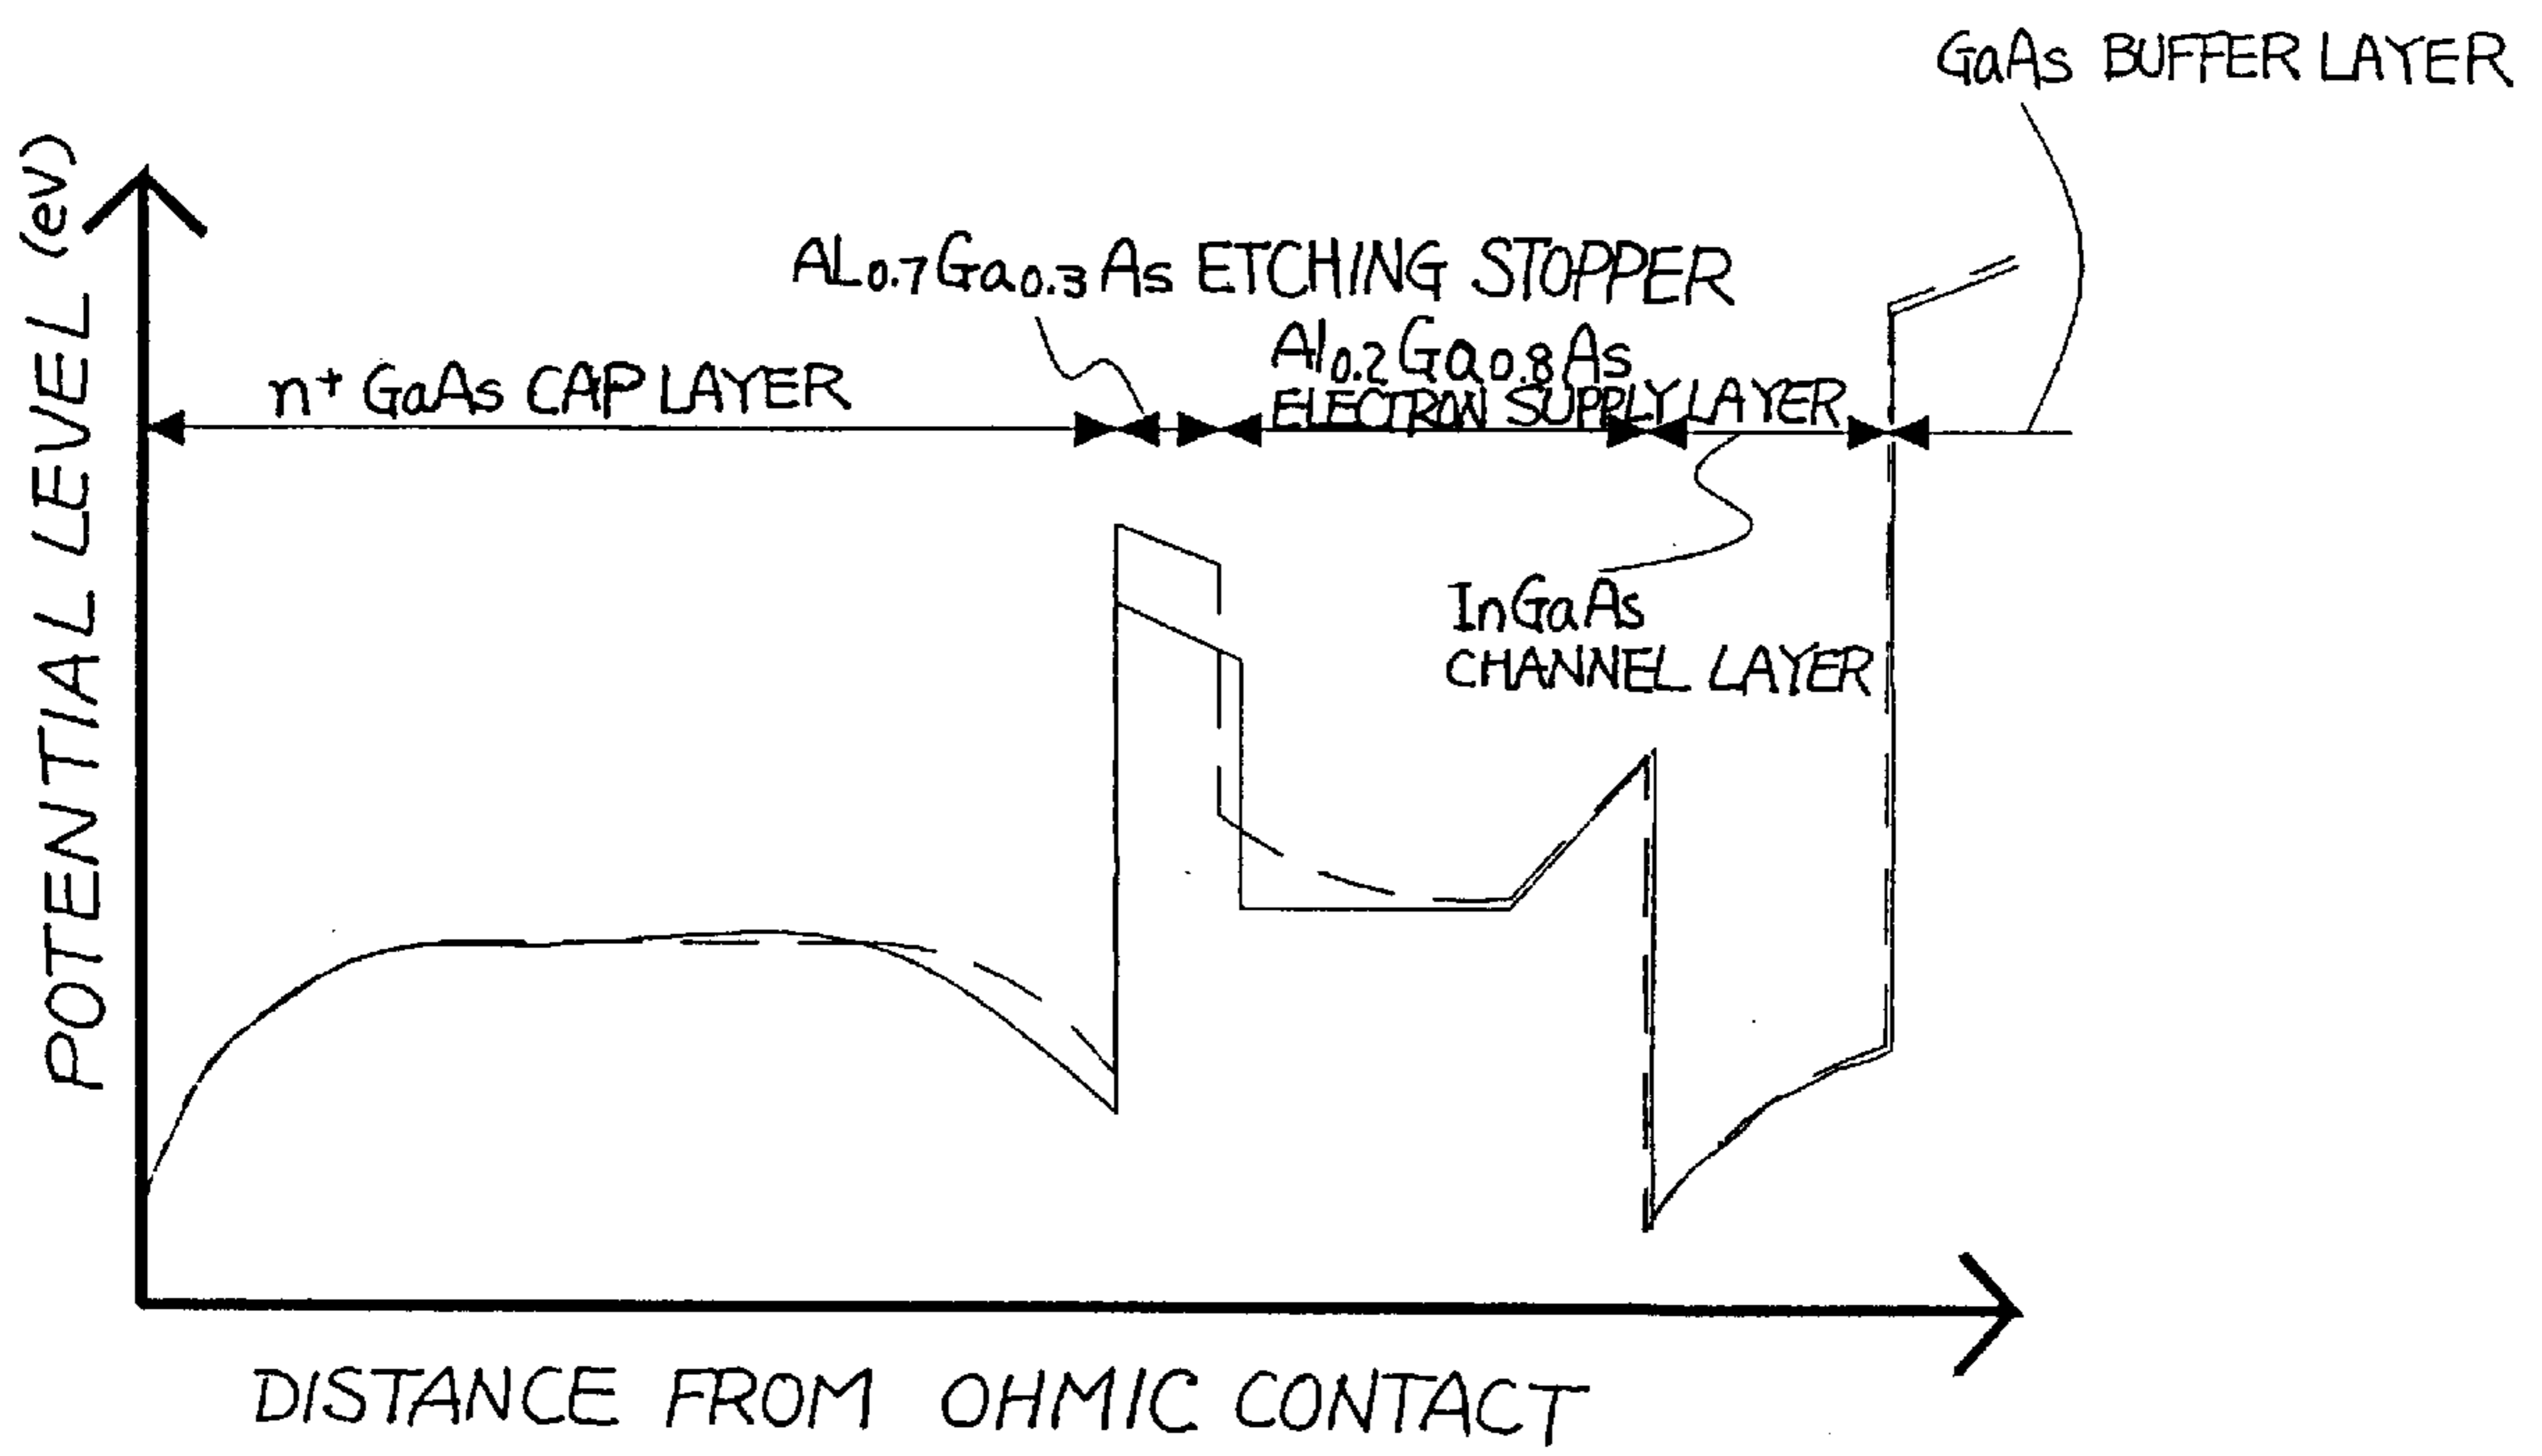 GaAs BUFFER LAYER
POTENTIAL LEVEL (eV)
AL0.7Ga0.3As ETCHING STOPPER
Al0.2Ga0.8As
ELECTRON SUPPLY LAYER
n+ GaAs CAP LAYER
InGaAs
CHANNEL LAYER
DISTANCE FROM OHMIC CONTACT